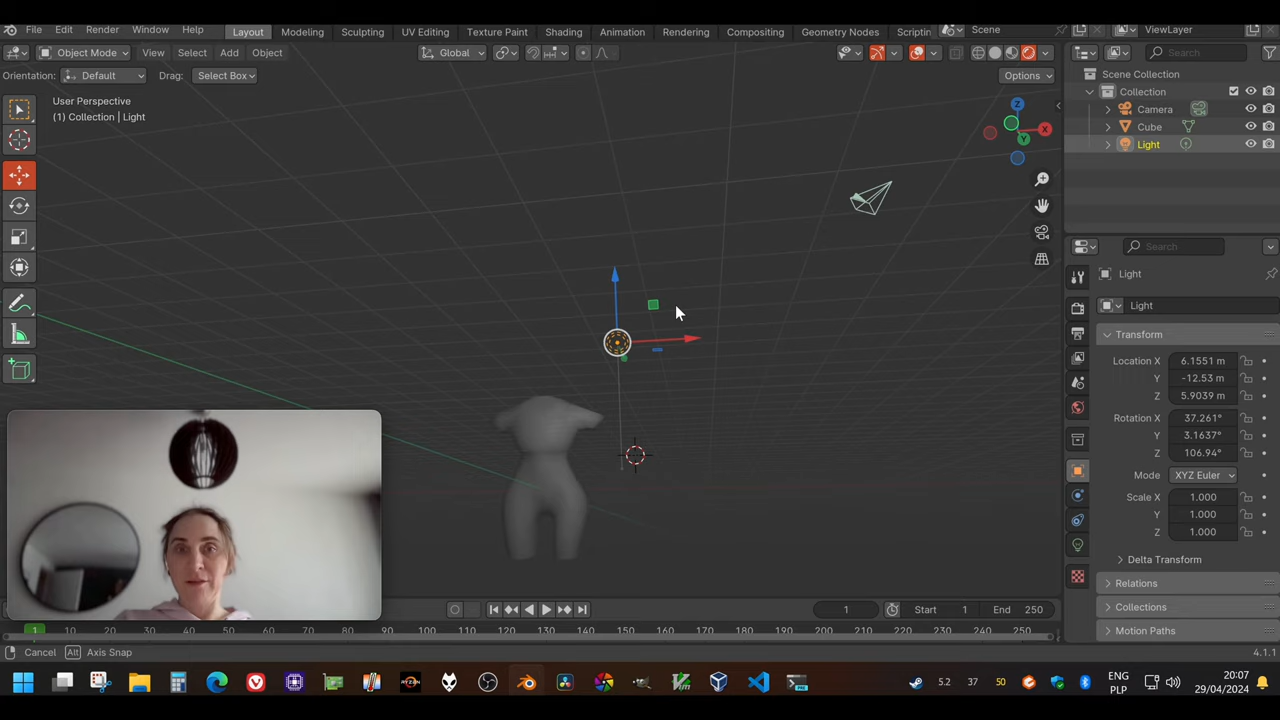 File Edit Render Window Help Layout Modeling Sculpting UV Editing Texture Paint Shading Animation Rendering Compositing Geometry Nodes Scriptin Scene ViewLayer
Object Mode View Select Add Object Global Search
Orientation: Default Drag: Select Box Options
Scene Collection
Collection
Camera
Cube
Light
User Perspective
(1) Collection | Light
Z
X
Y
Search
Light
Light
Transform
Location X 6.1551 m
Y -12.53 m
Z 5.9039 m
Rotation X 37.261°
Y 3.1637°
Z 106.94°
Mode XYZ Euler
Scale X 1.000
Y 1.000
Z 1.000
Delta Transform
Relations
Collections
Motion Paths
1 Start 1 End 250
1 10 20 30 40 50 60 70 80 90 100 110 120 130 140 150 160 170 180 190 200 210 220 230 240 250
Cancel Alt Axis Snap 4.1.1
RYZEN 5.2 37 50 ENG PLP 20:07 29/04/2024